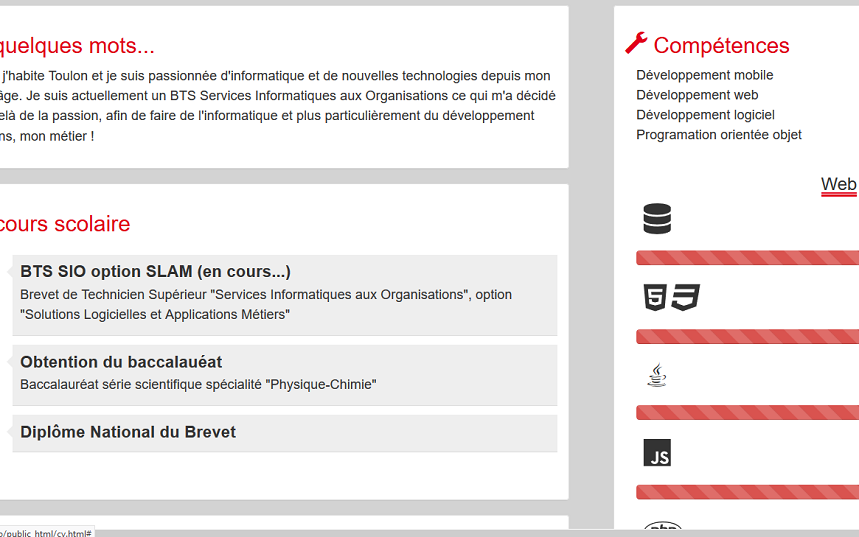 quelques mots...
j'habite Toulon et je suis passionnée d'informatique et de nouvelles technologies depuis mon
âge. Je suis actuellement un BTS Services Informatiques aux Organisations ce qui m'a décidé
delà de la passion, afin de faire de l'informatique et plus particulièrement du développement
ns, mon métier !
cours scolaire
BTS SIO option SLAM (en cours...)
Brevet de Technicien Supérieur "Services Informatiques aux Organisations", option
"Solutions Logicielles et Applications Métiers"
Obtention du baccalauéat
Baccalauréat série scientifique spécialité "Physique-Chimie"
Diplôme National du Brevet
Compétences
Développement mobile
Développement web
Développement logiciel
Programation orientée objet
Web
5
JS
php
o/public_html/cv.html#